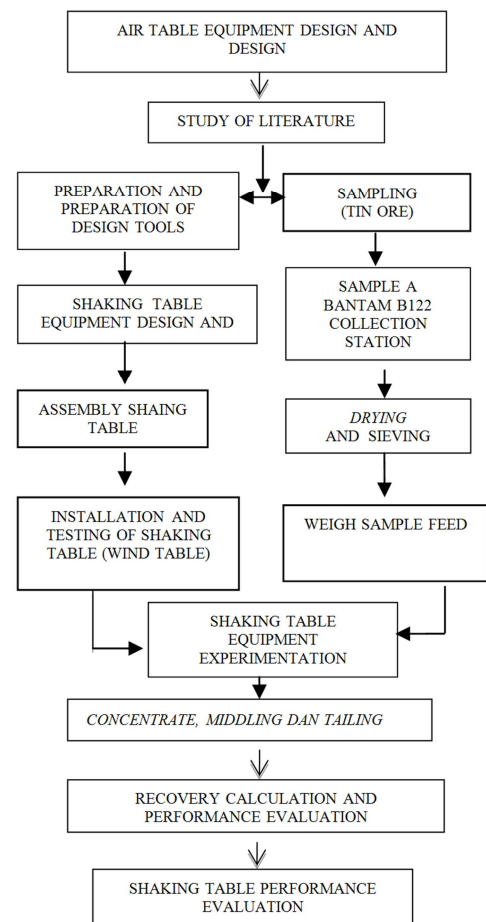 AIR TABLE EQUIPMENT DESIGN AND
DESIGN
STUDY OF LITERATURE
PREPARATION AND
PREPARATION OF
DESIGN TOOLS
SAMPLING
(TIN ORE)
SHAKING TABLE
EQUIPMENT DESIGN AND
SAMPLE A
BANTAM B122
COLLECTION
STATION
ASSEMBLY SHAING
TABLE
DRYING
AND SIEVING
INSTALLATION AND
TESTING OF SHAKING
TABLE (WIND TABLE)
WEIGH SAMPLE FEED
SHAKING TABLE
EQUIPMENT
EXPERIMENTATION
CONCENTRATE, MIDDLING DAN TAILING
RECOVERY CALCULATION AND
PERFORMANCE EVALUATION
SHAKING TABLE PERFORMANCE
EVALUATION